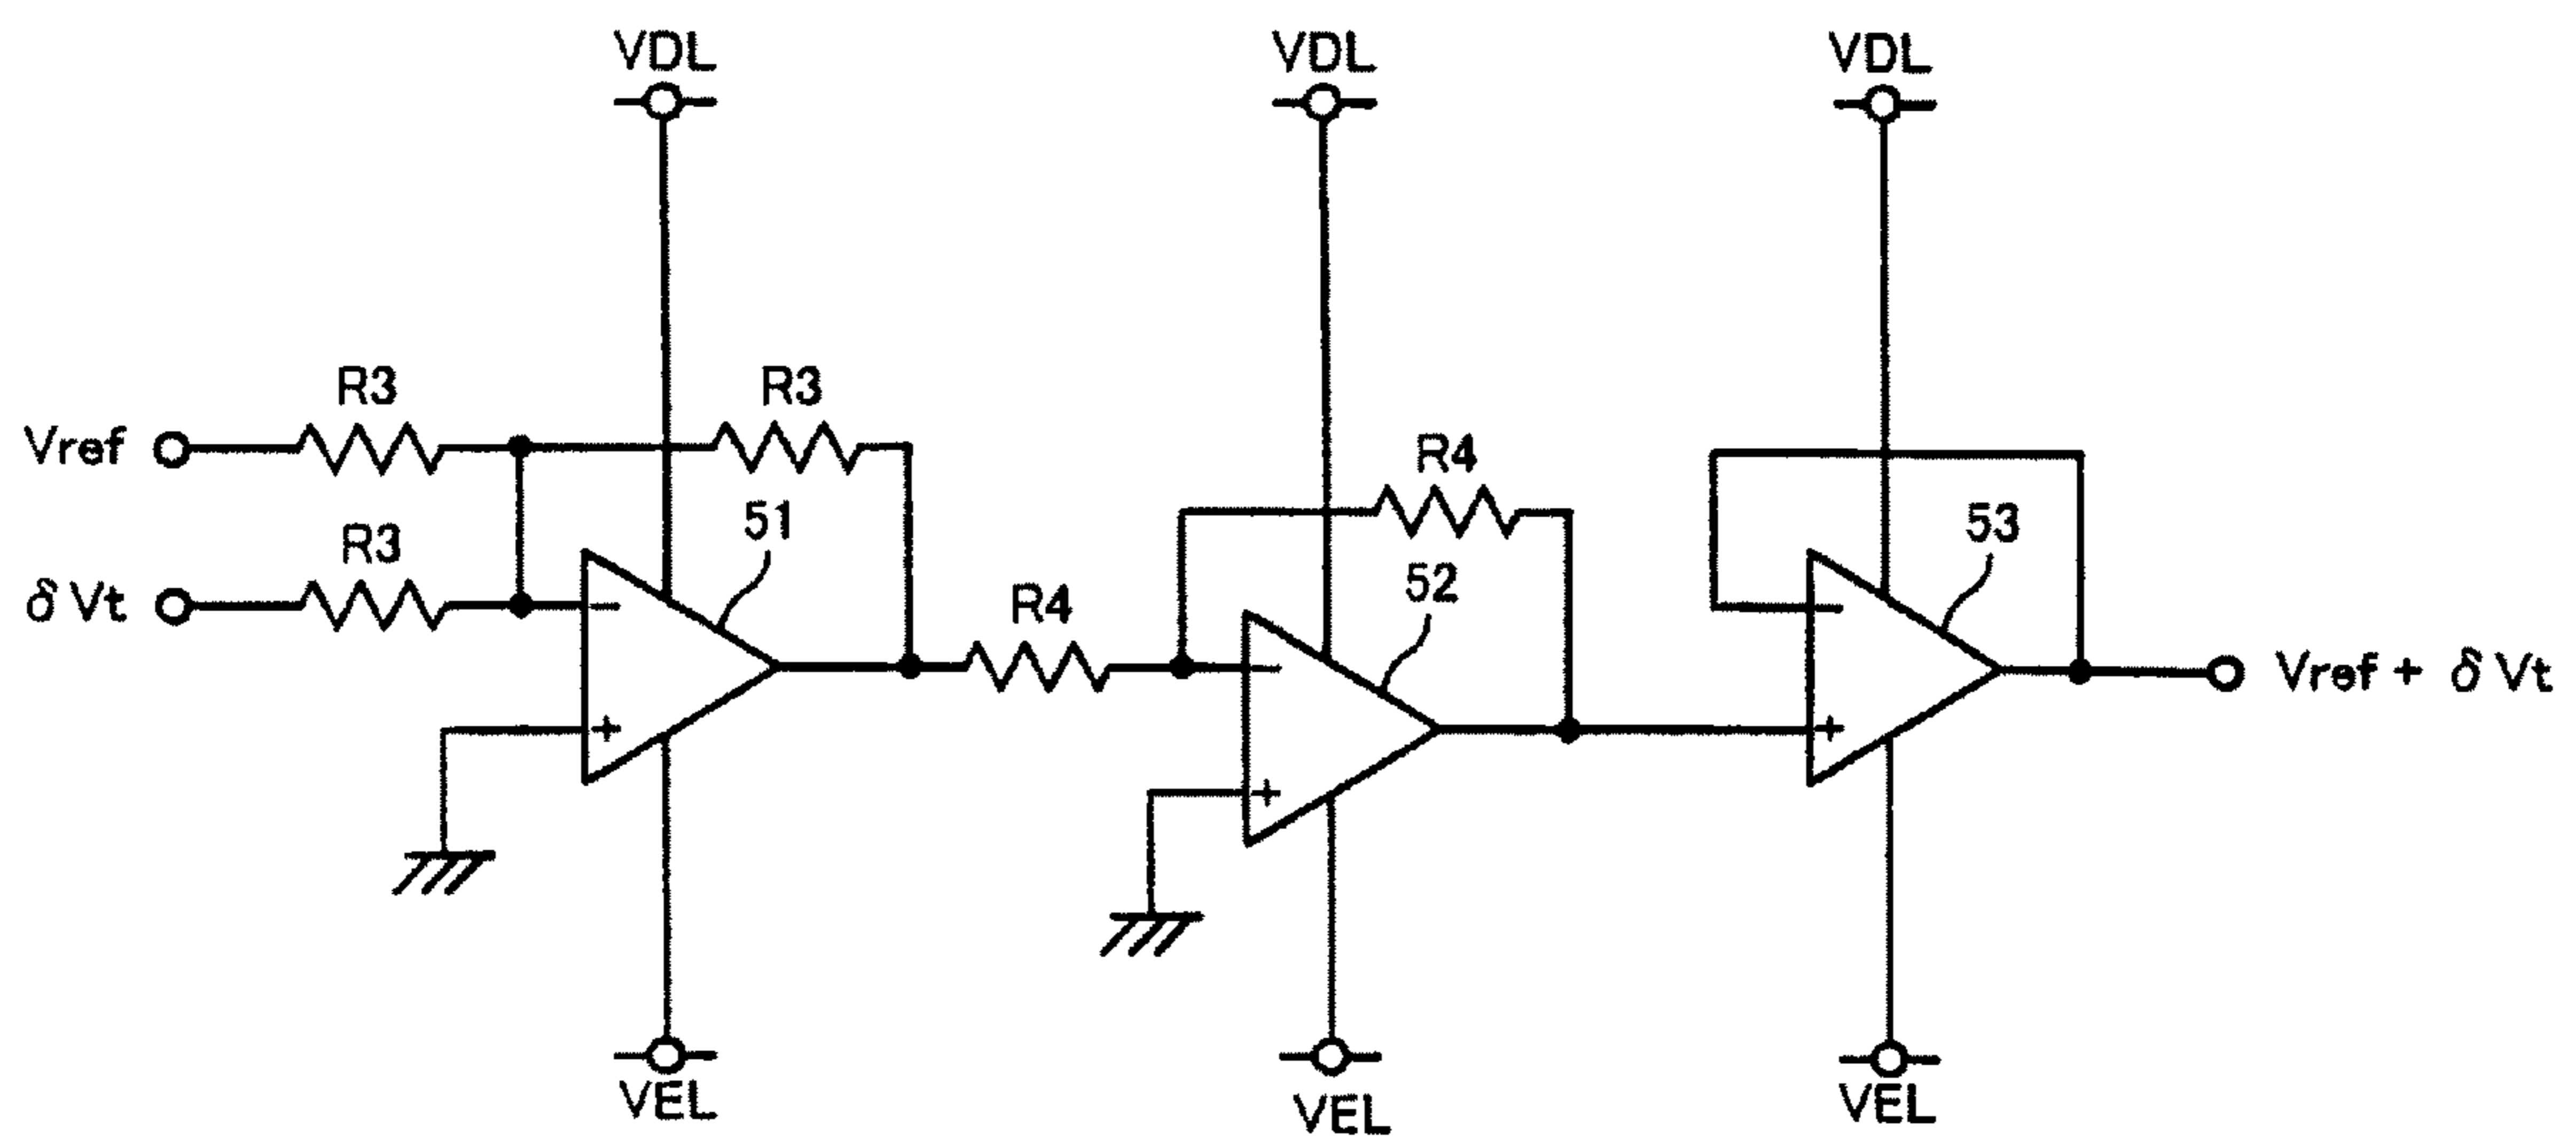 VDL
VDL
VDL
R3
R3
Vref
R4
51
53
R3
δVt
52
R4
−
−
−
Vref + δVt
+
+
+
VEL
VEL
VEL